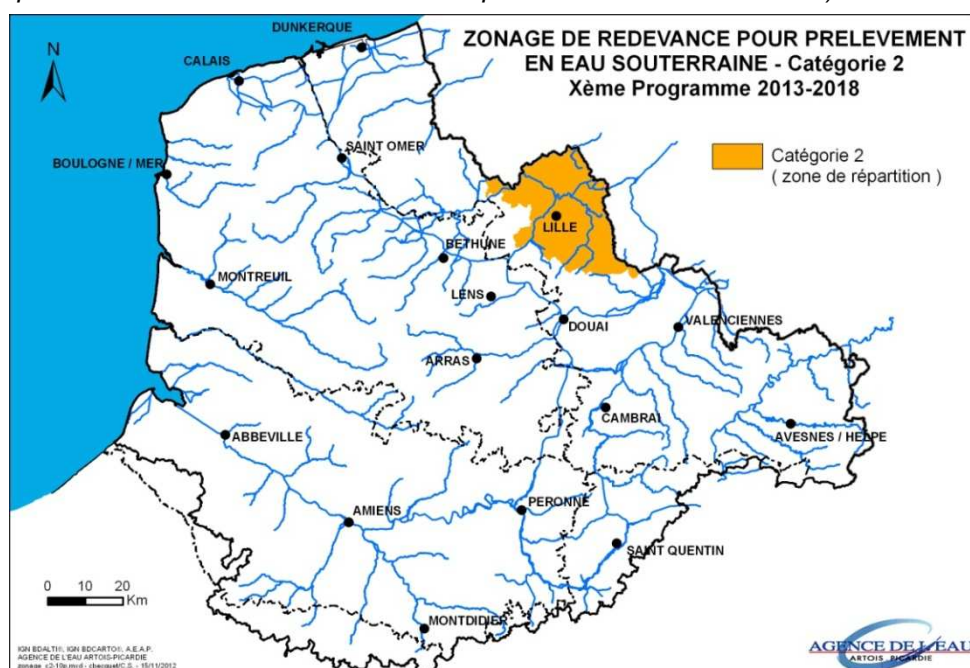 DUNKERQUE
ZONAGE DE REDEVANCE POUR PRELEVEMENT
EN EAU SOUTERRAINE - Catégorie 2
Xème Programme 2013-2018
N
CALAIS
SAINT OMER
BOULOGNE / MER
Catégorie 2
( zone de répartition )
LILLE
BETHUNE
MONTREUIL
LENS
DOUAI
VALENCIENNES
ARRAS
CAMBRAI
AVESNES / HELPE
ABBEVILLE
AMIENS
PERONNE
SAINT QUENTIN
0 10 20
Km
MONTDIDIER
IGN BDALTI®, IGN BDCARTO®, A.E.A.P.
AGENCE DE L'EAU ARTOIS-PICARDIE
15/11/2012
AGENCE DE L'EAU
ARTOIS - PICARDIE